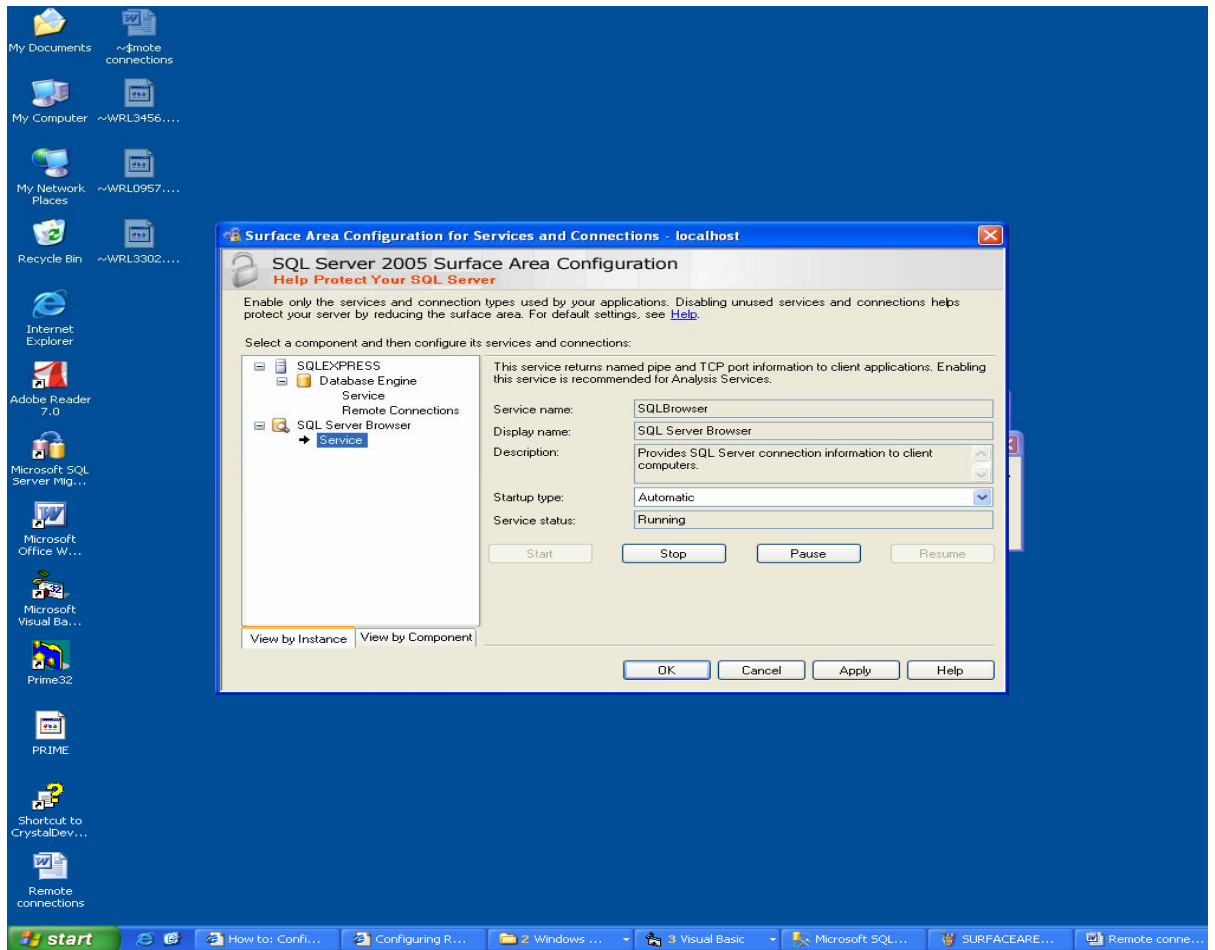 My Documents
~$mote
connections
My Computer
~WRL3456....
My Network
Places
~WRL0957....
Recycle Bin
~WRL3302....
Internet
Explorer
Adobe Reader
7.0
Microsoft SQL
Server Mig...
Microsoft
Office W...
Microsoft
Visual Ba...
Prime32
PRIME
Shortcut to
CrystalDev...
Remote
connections
Surface Area Configuration for Services and Connections - localhost
SQL Server 2005 Surface Area Configuration
Help Protect Your SQL Server
Enable only the services and connection types used by your applications. Disabling unused services and connections helps
protect your server by reducing the surface area. For default settings, see Help.
Select a component and then configure its services and connections:
SQLEXPRESS
Database Engine
Service
Remote Connections
SQL Server Browser
Service
View by Instance
View by Component
This service returns named pipe and TCP port information to client applications. Enabling
this service is recommended for Analysis Services.
Service name: SQLBrowser
Display name: SQL Server Browser
Description: Provides SQL Server connection information to client
computers.
Startup type: Automatic
Service status: Running
Start Stop Pause Resume
OK Cancel Apply Help
start
How to: Confi...
Configuring R...
2 Windows ...
3 Visual Basic
Microsoft SQL...
SURFACEARE...
Remote conne...